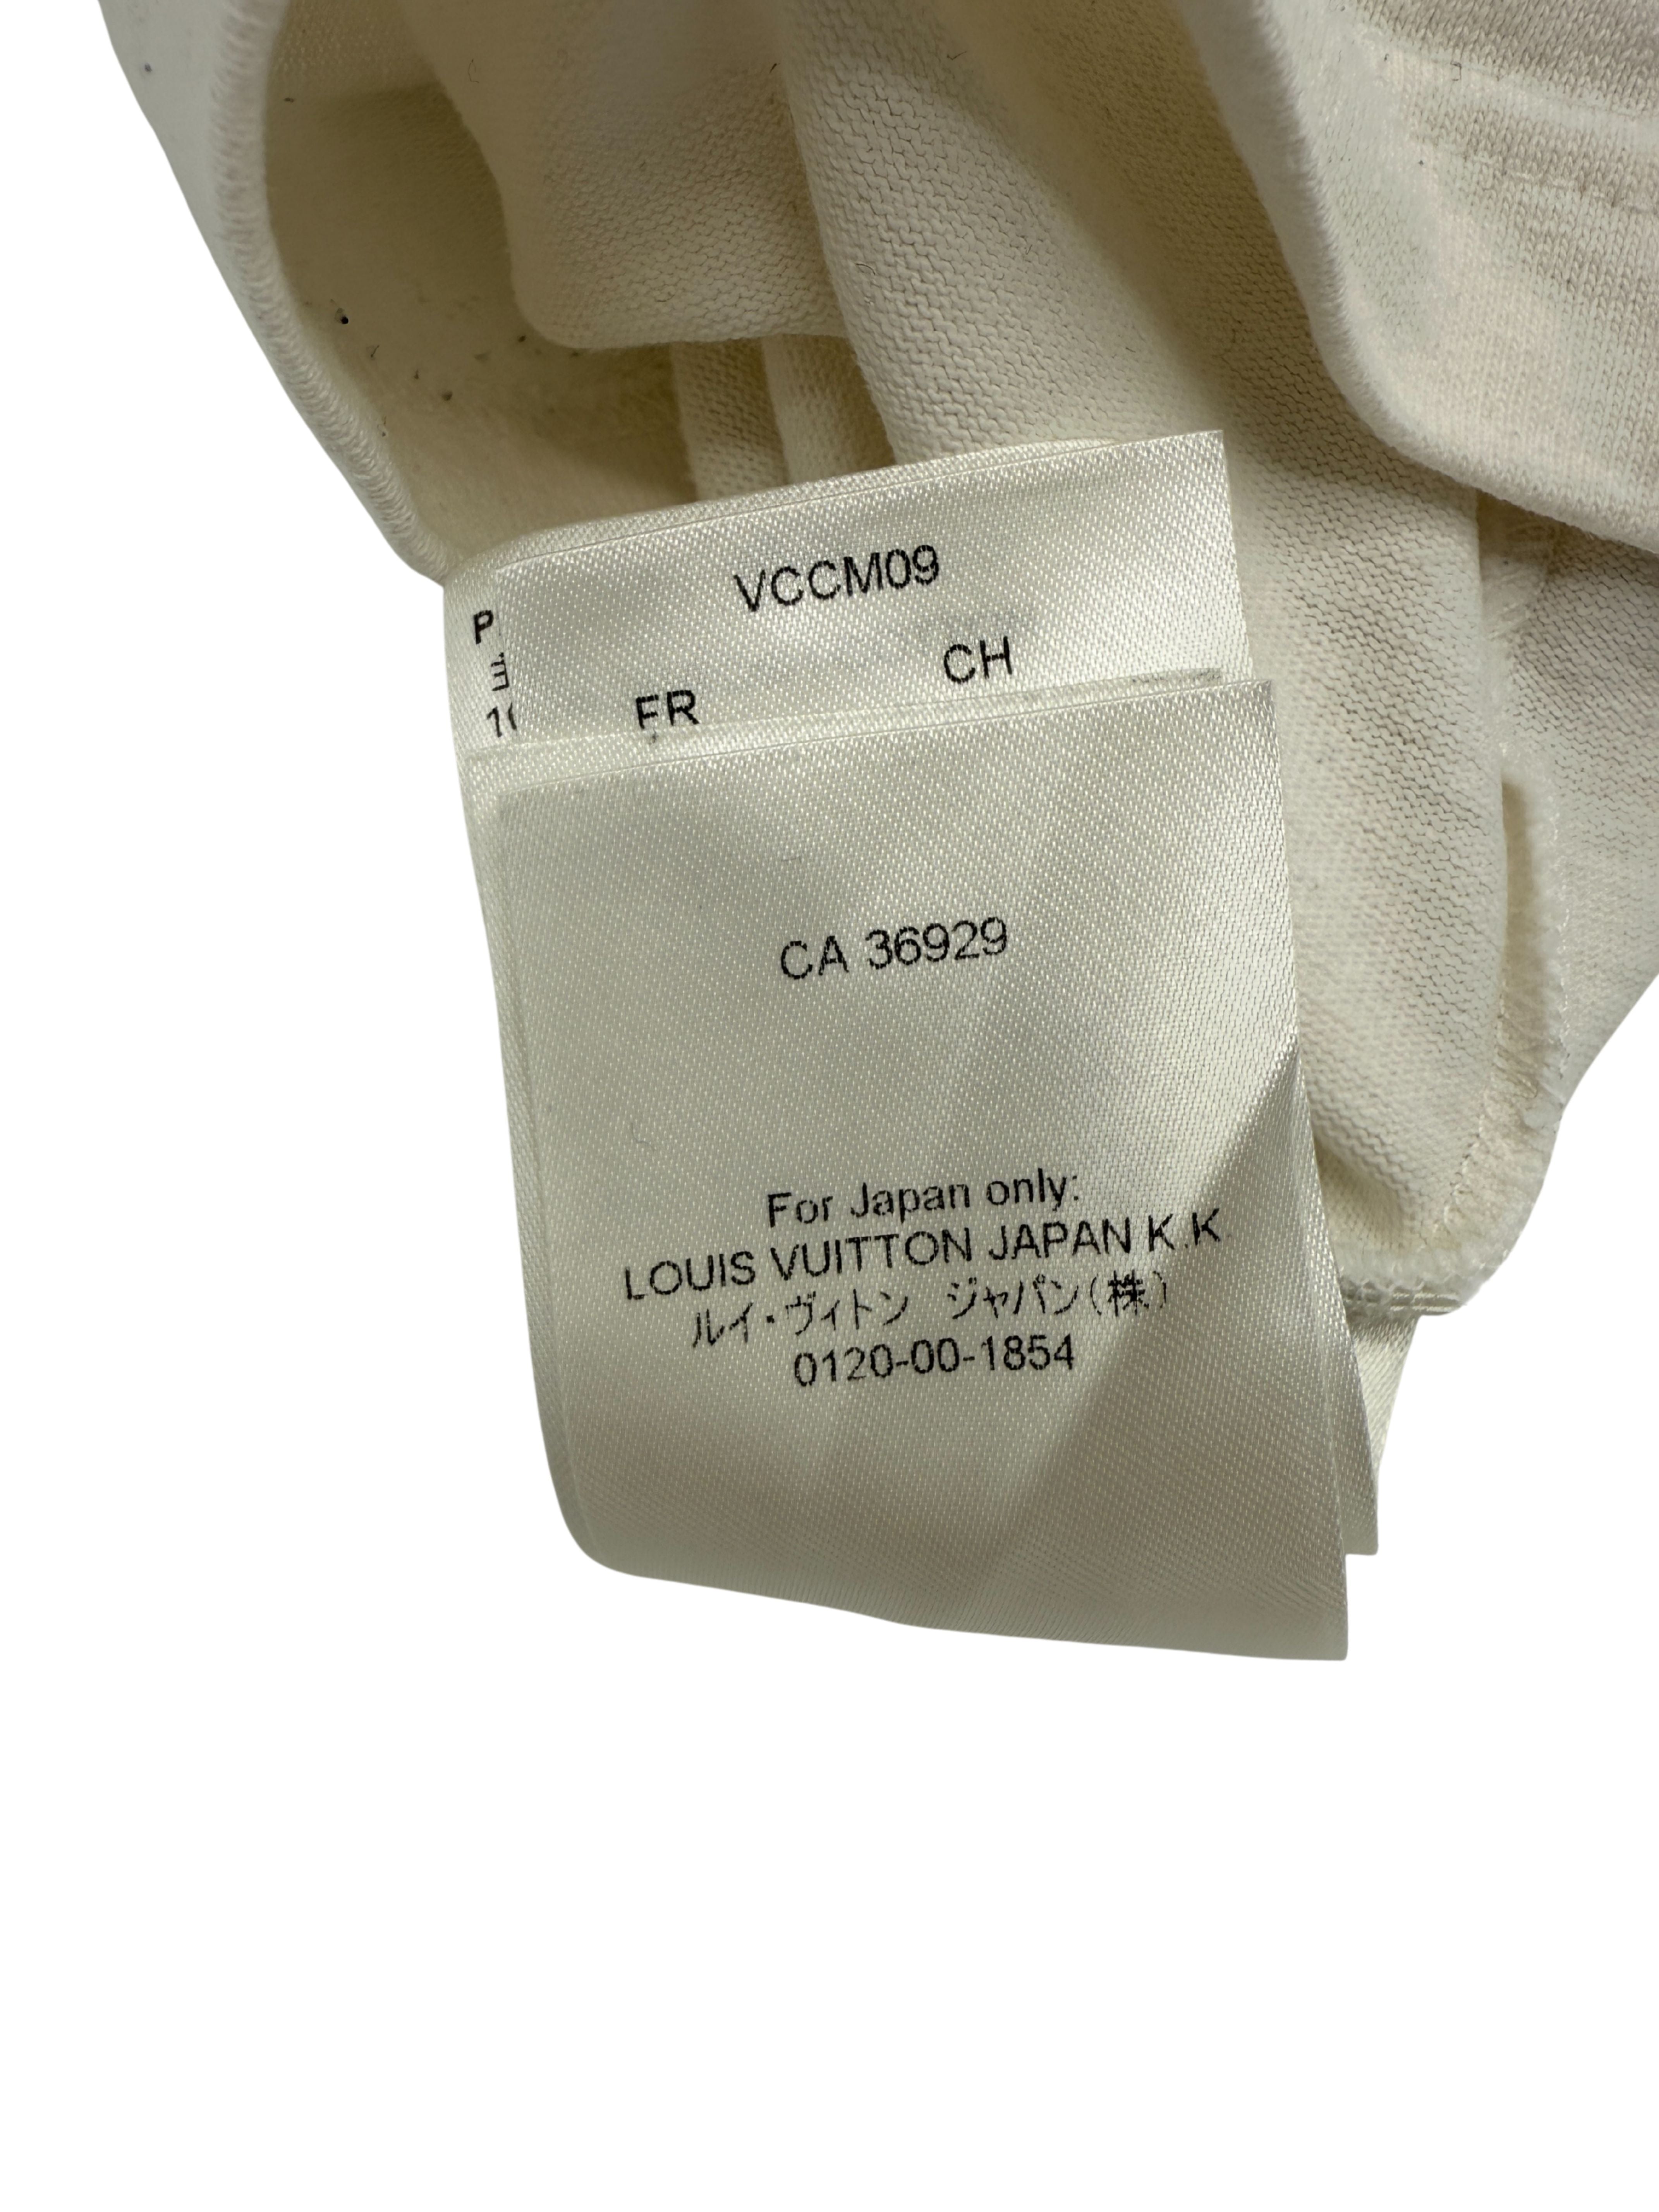 VCCM09
CH
FR
CA 36929
For Japan only:
LOUIS VUITTON JAPAN K.K
ルイ・ヴィトン ジャパン(株)
0120-00-1854